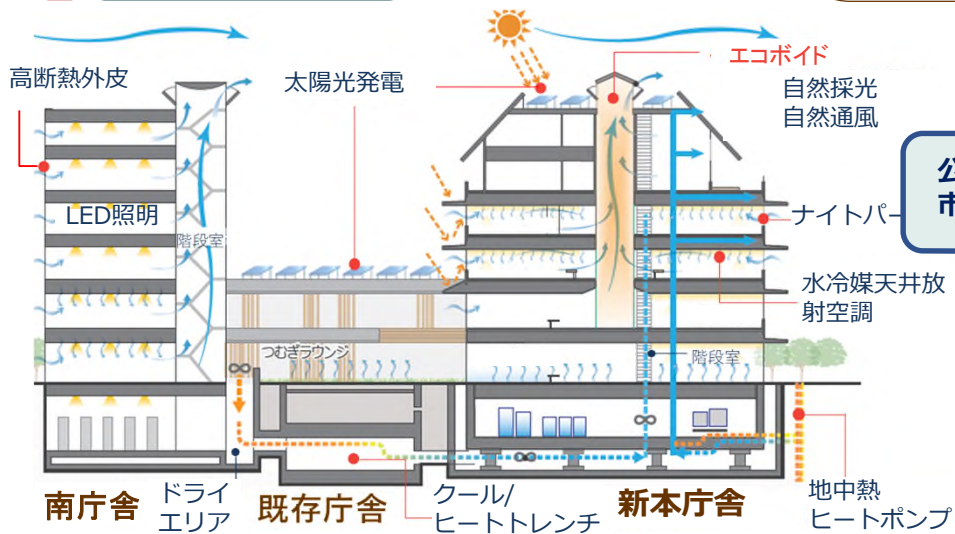 高断熱外皮
太陽光発電
エコボイド
自然採光
自然通風
公
市
LED照明
階段室
ナイトパー
水冷媒天井放
射空調
つむぎラウンジ
階段室
南庁舎
ドライ
エリア
既存庁舎
クール/
ヒートトレンチ
新本庁舎
地中熱
ヒートポンプ